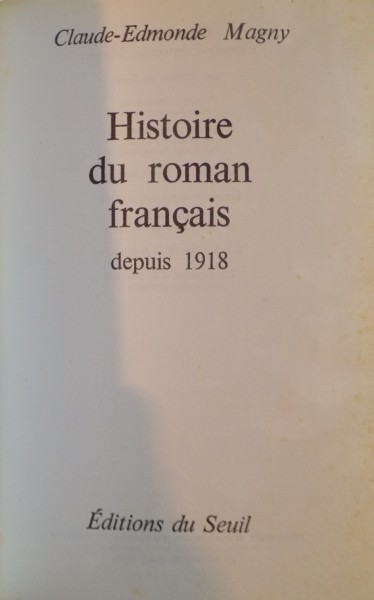 Claude-Edmonde Magny
Histoire
du roman
français
depuis 1918
Éditions du Seuil